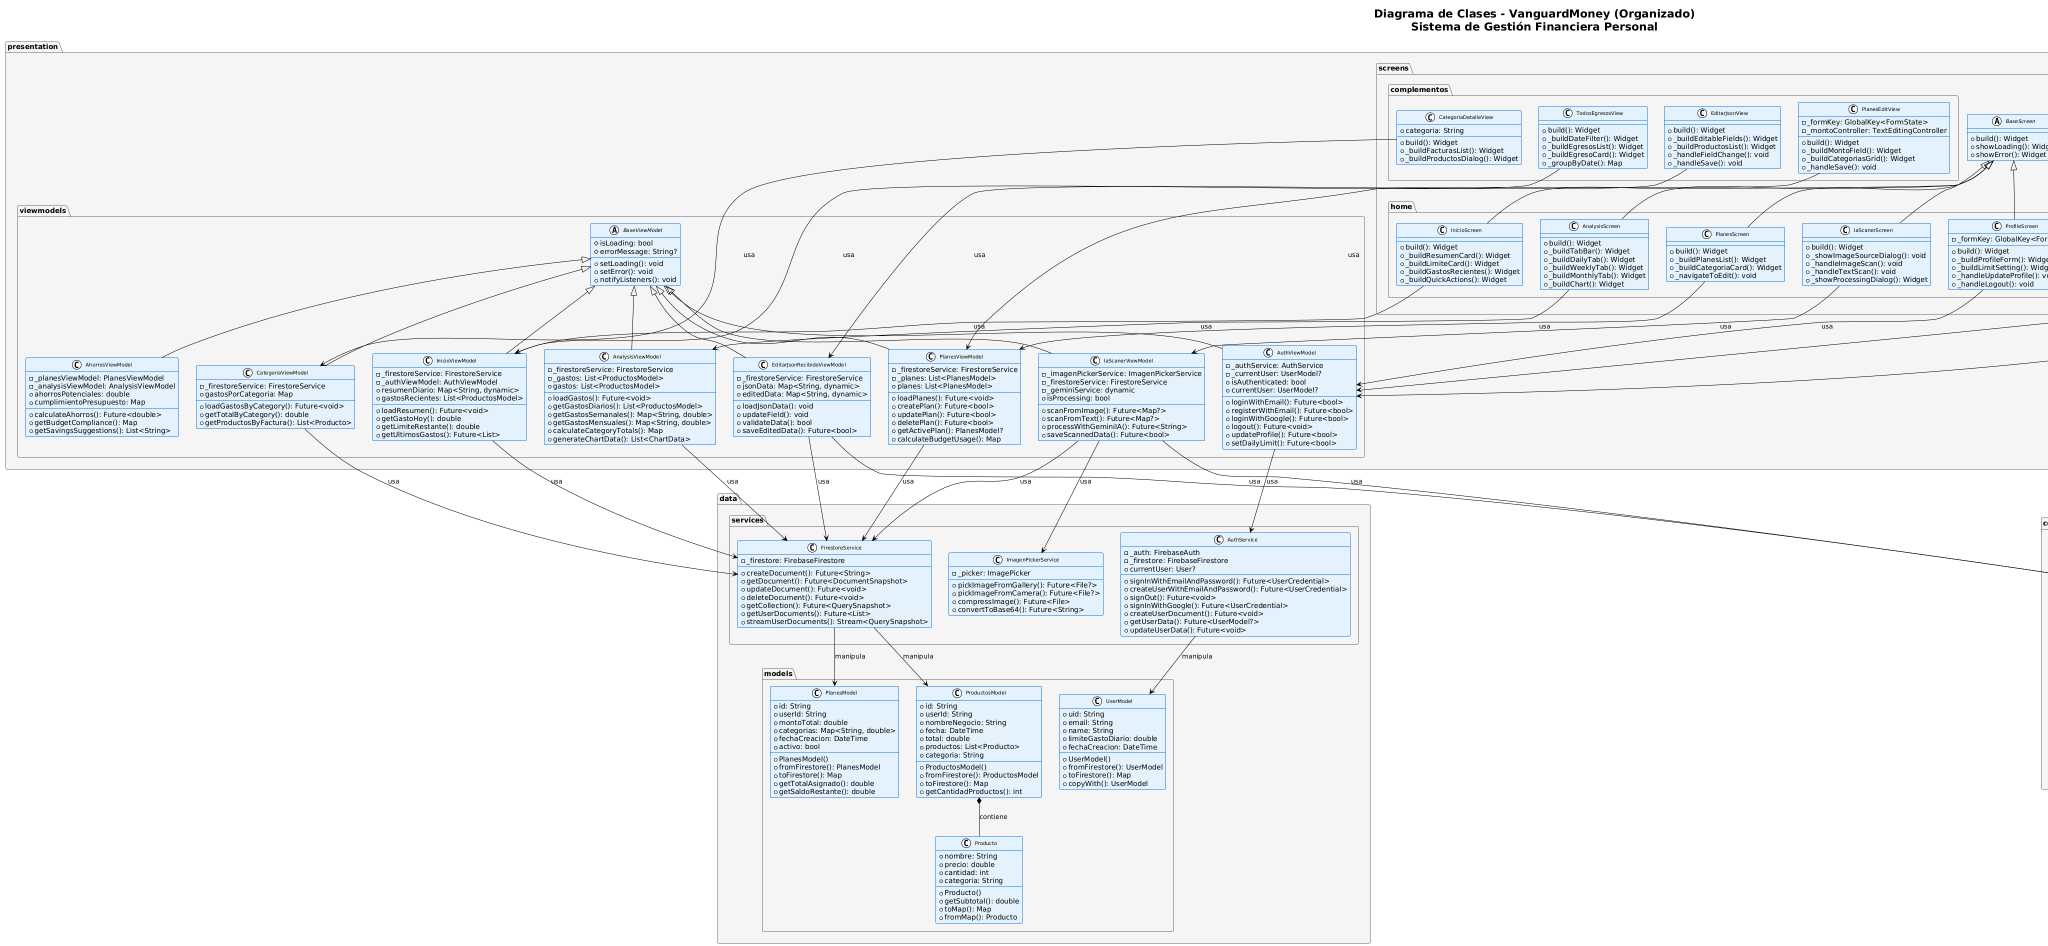 Diagrama de Clases - VanguardMoney (Organizado)
Sistema de Gestión Financiera Personal
presentation
screens
complementos
CategoriaDetalleView
categoria: String
build(): Widget
_buildFacturasList(): Widget
_buildProductosDialog(): Widget
TodosEgresosView
build(): Widget
_buildDateFilter(): Widget
_buildEgresosList(): Widget
_buildEgresoCard(): Widget
_groupByDate(): Map
EditarJsonView
build(): Widget
_buildEditableFields(): Widget
_buildProductosList(): Widget
_handleFieldChange(): void
_handleSave(): void
PlanesEditView
_formKey: GlobalKey<FormState>
_montoController: TextEditingController
build(): Widget
_buildMontoField(): Widget
_buildCategoriasGrid(): Widget
_handleSave(): void
BaseScreen
build(): Widget
showLoading(): Widg
showError(): Widget
home
InicioScreen
build(): Widget
_buildResumenCard(): Widget
_buildLimiteCard(): Widget
_buildGastosRecientes(): Widget
_buildQuickActions(): Widget
AnalysisScreen
build(): Widget
_buildTabBar(): Widget
_buildDailyTab(): Widget
_buildWeeklyTab(): Widget
_buildMonthlyTab(): Widget
_buildChart(): Widget
PlanesScreen
build(): Widget
_buildPlanesList(): Widget
_buildCategoriaCard(): Widget
_navigateToEdit(): void
IaScanerScreen
build(): Widget
_showImageSourceDialog(): void
_handleImageScan(): void
_handleTextScan(): void
_showProcessingDialog(): Widget
ProfileScreen
_formKey: GlobalKey<For
build(): Widget
_buildProfileForm(): Widg
_buildLimitSetting(): Widg
_handleUpdateProfile(): v
_handleLogout(): void
viewmodels
BaseViewModel
isLoading: bool
errorMessage: String?
setLoading(): void
setError(): void
notifyListeners(): void
usa
usa
usa
usa
usa
usa
usa
usa
usa
AhorrosViewModel
_planesViewModel: PlanesViewModel
_analysisViewModel: AnalysisViewModel
ahorrosPotenciales: double
cumplimientoPresupuesto: Map
calculateAhorros(): Future<double>
getBudgetCompliance(): Map
getSavingsSuggestions(): List<String>
CategoriaViewModel
_firestoreService: FirestoreService
gastosPorCategoria: Map
loadGastosByCategory(): Future<void>
getTotalByCategory(): double
getProductosByFactura(): List<Producto>
InicioViewModel
_firestoreService: FirestoreService
_authViewModel: AuthViewModel
resumenDiario: Map<String, dynamic>
gastosRecientes: List<ProductosModel>
loadResumen(): Future<void>
getGastoHoy(): double
getLimiteRestante(): double
getUltimosGastos(): Future<List>
AnalysisViewModel
_firestoreService: FirestoreService
_gastos: List<ProductosModel>
gastos: List<ProductosModel>
loadGastos(): Future<void>
getGastosDiarios(): List<ProductosModel>
getGastosSemanales(): Map<String, double>
getGastosMensuales(): Map<String, double>
calculateCategoryTotals(): Map
generateChartData(): List<ChartData>
EditarJsonRecibidoViewModel
_firestoreService: FirestoreService
jsonData: Map<String, dynamic>
editedData: Map<String, dynamic>
loadJsonData(): void
updateField(): void
validateData(): bool
saveEditedData(): Future<bool>
PlanesViewModel
_firestoreService: FirestoreService
_planes: List<PlanesModel>
planes: List<PlanesModel>
loadPlanes(): Future<void>
createPlan(): Future<bool>
updatePlan(): Future<bool>
deletePlan(): Future<bool>
getActivePlan(): PlanesModel?
calculateBudgetUsage(): Map
IaScanerViewModel
_imagenPickerService: ImagenPickerService
_firestoreService: FirestoreService
_geminiService: dynamic
isProcessing: bool
scanFromImage(): Future<Map?>
scanFromText(): Future<Map?>
processWithGeminiIA(): Future<String>
saveScannedData(): Future<bool>
AuthViewModel
_authService: AuthService
_currentUser: UserModel?
isAuthenticated: bool
currentUser: UserModel?
loginWithEmail(): Future<bool>
registerWithEmail(): Future<bool>
loginWithGoogle(): Future<bool>
logout(): Future<void>
updateProfile(): Future<bool>
setDailyLimit(): Future<bool>
usa
usa
usa
usa
usa
usa
usa
usa
usa
usa
data
services
FirestoreService
_firestore: FirebaseFirestore
createDocument(): Future<String>
getDocument(): Future<DocumentSnapshot>
updateDocument(): Future<void>
deleteDocument(): Future<void>
getCollection(): Future<QuerySnapshot>
getUserDocuments(): Future<List>
streamUserDocuments(): Stream<QuerySnapshot>
ImagenPickerService
_picker: ImagePicker
pickImageFromGallery(): Future<File?>
pickImageFromCamera(): Future<File?>
compressImage(): Future<File>
convertToBase64(): Future<String>
AuthService
_auth: FirebaseAuth
_firestore: FirebaseFirestore
currentUser: User?
signInWithEmailAndPassword(): Future<UserCredential>
createUserWithEmailAndPassword(): Future<UserCredential>
signOut(): Future<void>
signInWithGoogle(): Future<UserCredential>
createUserDocument(): Future<void>
getUserData(): Future<UserModel?>
updateUserData(): Future<void>
manipula
manipula
manipula
models
PlanesModel
id: String
userId: String
montoTotal: double
categorias: Map<String, double>
fechaCreacion: DateTime
activo: bool
PlanesModel()
fromFirestore(): PlanesModel
toFirestore(): Map
getTotalAsignado(): double
getSaldoRestante(): double
ProductosModel
id: String
userId: String
nombreNegocio: String
fecha: DateTime
total: double
productos: List<Producto>
categoria: String
ProductosModel()
fromFirestore(): ProductosModel
toFirestore(): Map
getCantidadProductos(): int
UserModel
uid: String
email: String
name: String
limiteGastoDiario: double
fechaCreacion: DateTime
UserModel()
fromFirestore(): UserModel
toFirestore(): Map
copyWith(): UserModel
contiene
Producto
nombre: String
precio: double
cantidad: int
categoria: String
Producto()
getSubtotal(): double
toMap(): Map
fromMap(): Producto